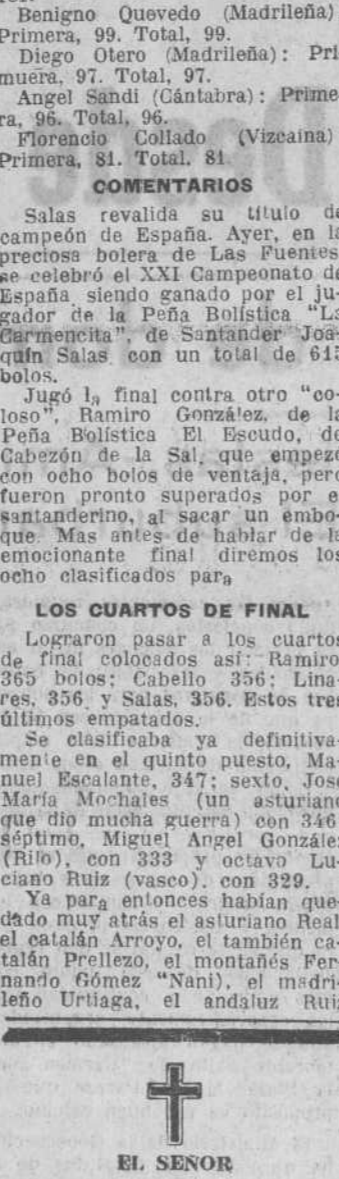 Benigno Quevedo (Madrileña)
Primera, 99. Total, 99.
Diego Otero (Madrileña): Pri
muera, 97. Total, 97.
Angel Sandi (Cántabra): Prime
ra, 96. Total, 96.
Florencio Collado (Vizcaina)
Primera, 81. Total, 81.
COMENTARIOS
Salas revalida su título de
campeón de España. Ayer, en la
preciosa bolera de Las Fuentes,
se celebró el XXI Campeonato de
España, siendo ganado por el ju-
gador de la Peña Bolística "La
Carmencita", de Santander "Joa-
quín Salas, con un total de 615
bolos.
Jugó la final contra otro "co-
loso", Ramiro González, de la
Peña Bolística El Escudo, de
Cabezón de la Sal, que empezó
con ocho bolos de ventaja, pero
fueron pronto superados por el
santanderino, al sacar un embo-
que. Mas antes de hablar de la
emocionante final diremos los
ocho clasificados para
LOS CUARTOS DE FINAL
Lograron pasar a los cuartos
de final colocados así: Ramiro,
365 bolos; Cabello 356; Lina-
res, 356, y Salas, 356. Estos tres
últimos empatados.
Se clasificaba ya definitiva-
mente en el quinto puesto, Ma-
nuel Escalante, 347; sexto, José
María Mochales (un asturiano
que dio mucha guerra) con 346
séptimo, Miguel Angel González
(Rilo), con 333 y octavo Lu-
ciano Ruiz (vasco), con 329.
Ya para entonces habían que-
dado muy atrás el asturiano Real,
el catalán Arroyo, el también ca-
talán Prellezo, el montañés Fer-
nando Gómez "Nani), el madri-
leño Urtiaga, el andaluz Ruiz
EL SEÑOR